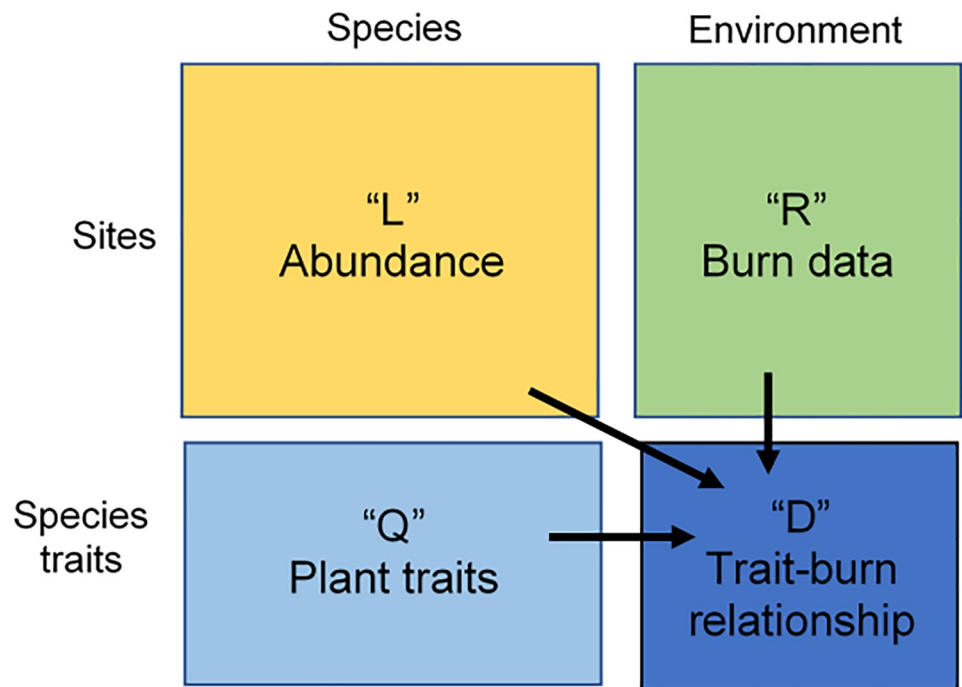 Species
Environment
Sites
“L”
Abundance
“R”
Burn data
Species
traits
“Q”
Plant traits
“D”
Trait-burn
relationship